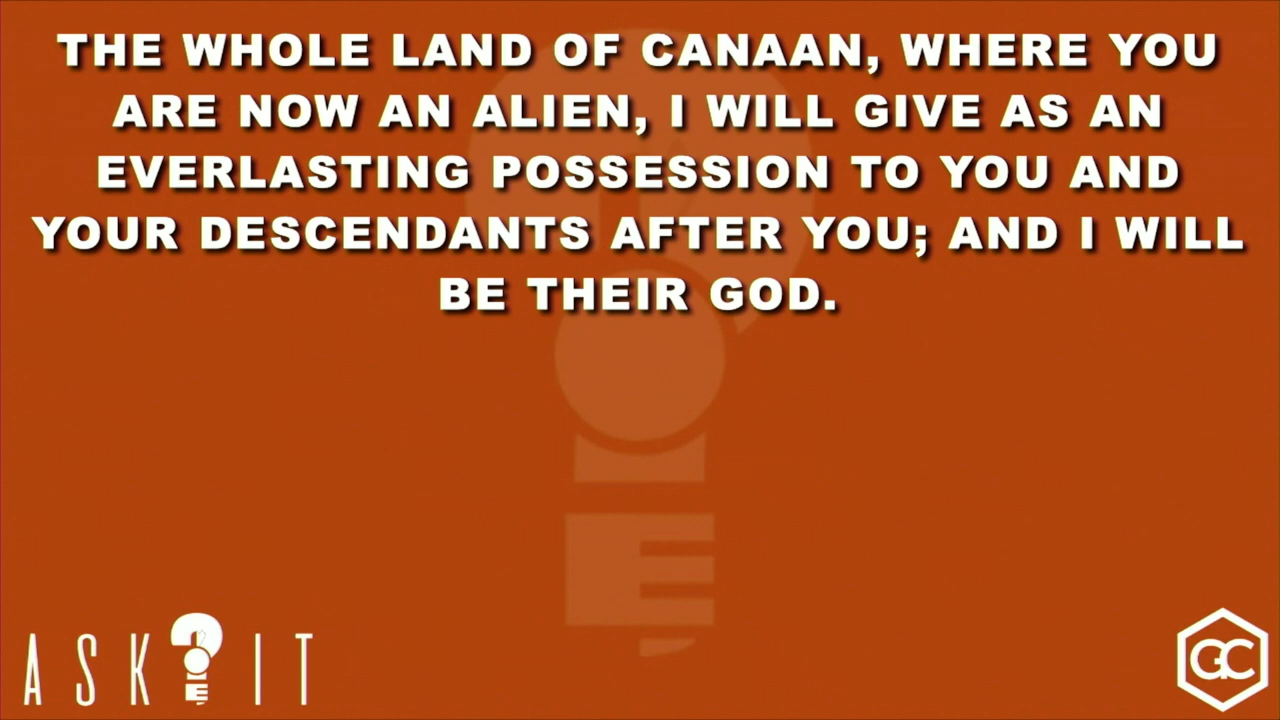 THE WHOLE LAND OF CANAAN, WHERE YOU
ARE NOW AN ALIEN, I WILL GIVE AS AN
EVERLASTING POSSESSION TO YOU AND
YOUR DESCENDANTS AFTER YOU; AND I WILL
BE THEIR GOD.
ASK?IT
GC